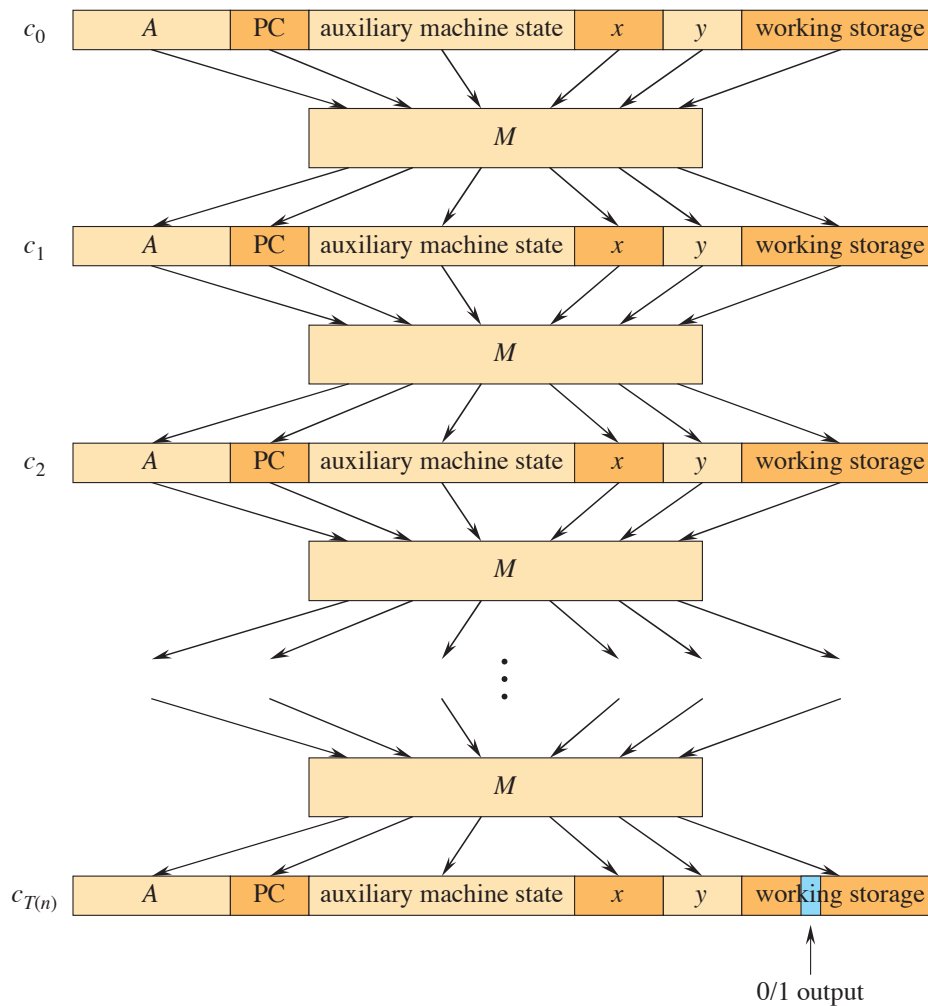 c0 A PC auxiliary machine state x y working storage
M
c1 A PC auxiliary machine state x y working storage
M
c2 A PC auxiliary machine state x y working storage
M
M
cT(n) A PC auxiliary machine state x y working storage
0/1 output